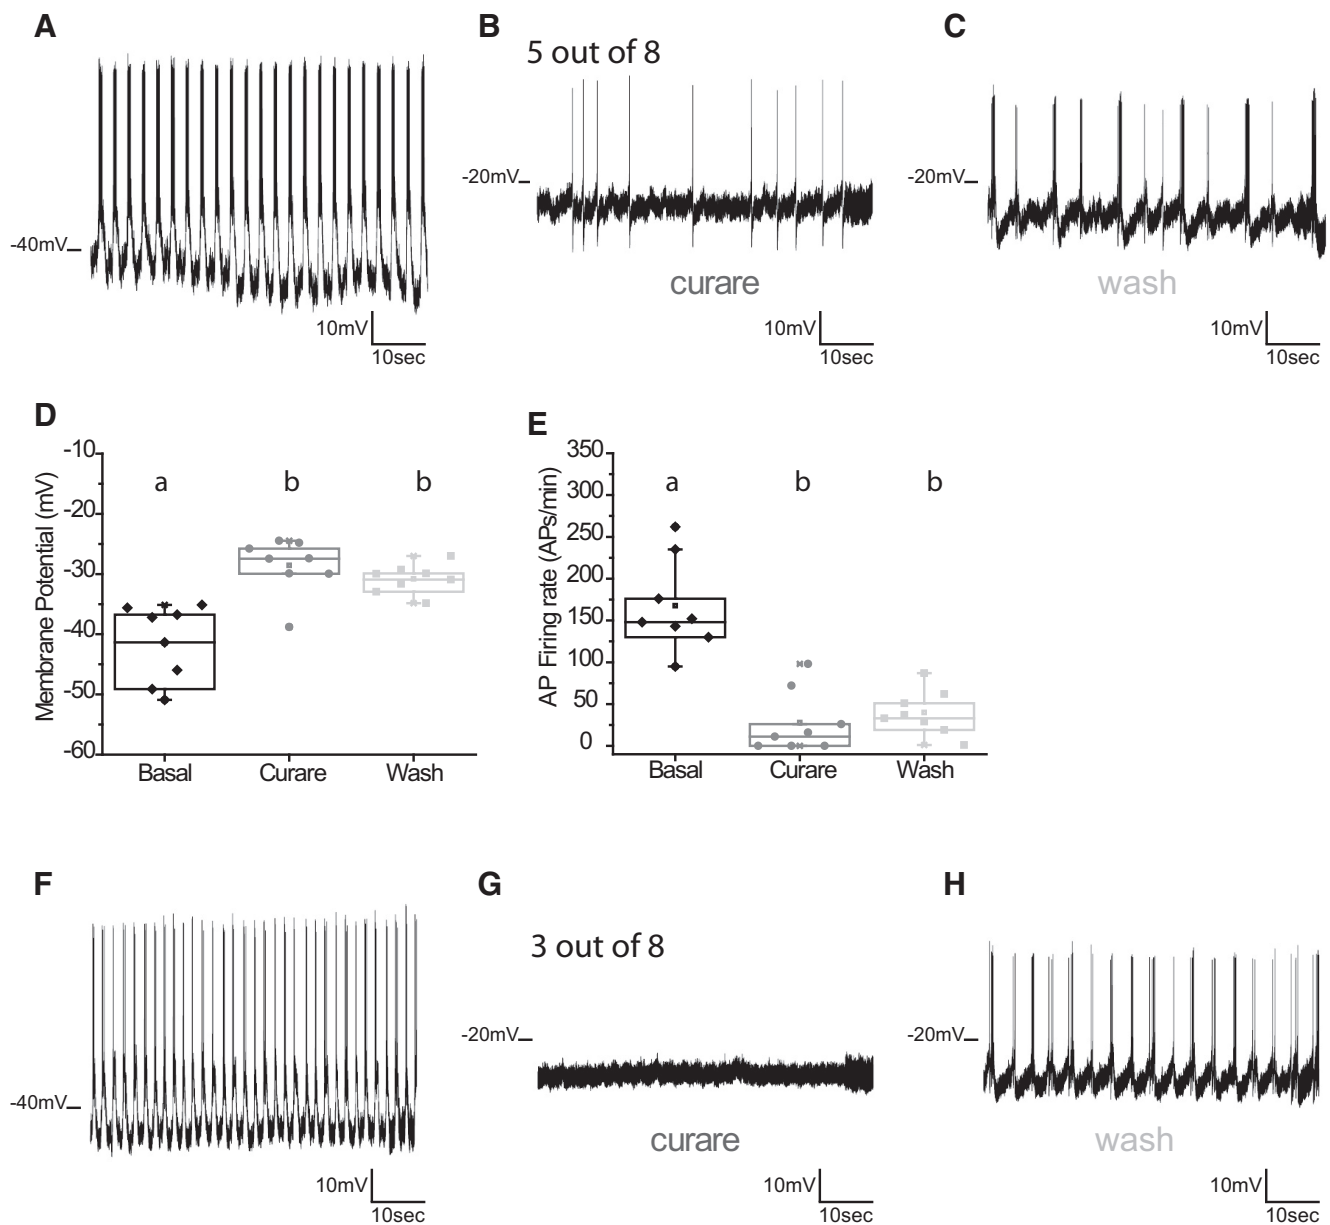 A
B
C
5 out of 8
-20mV
-20mV
-40mV
curare
wash
10mV
10sec
10mV
10sec
10mV
10sec
D
E
Membrane Potential (mV)
-10
-20
-30
-40
-50
-60
a
b
b
Basal
Curare
Wash
AP Firing rate (APs/min)
350
300
250
200
150
100
50
0
a
b
b
Basal
Curare
Wash
F
G
H
3 out of 8
-20mV
-20mV
-40mV
curare
wash
10mV
10sec
10mV
10sec
10mV
10sec